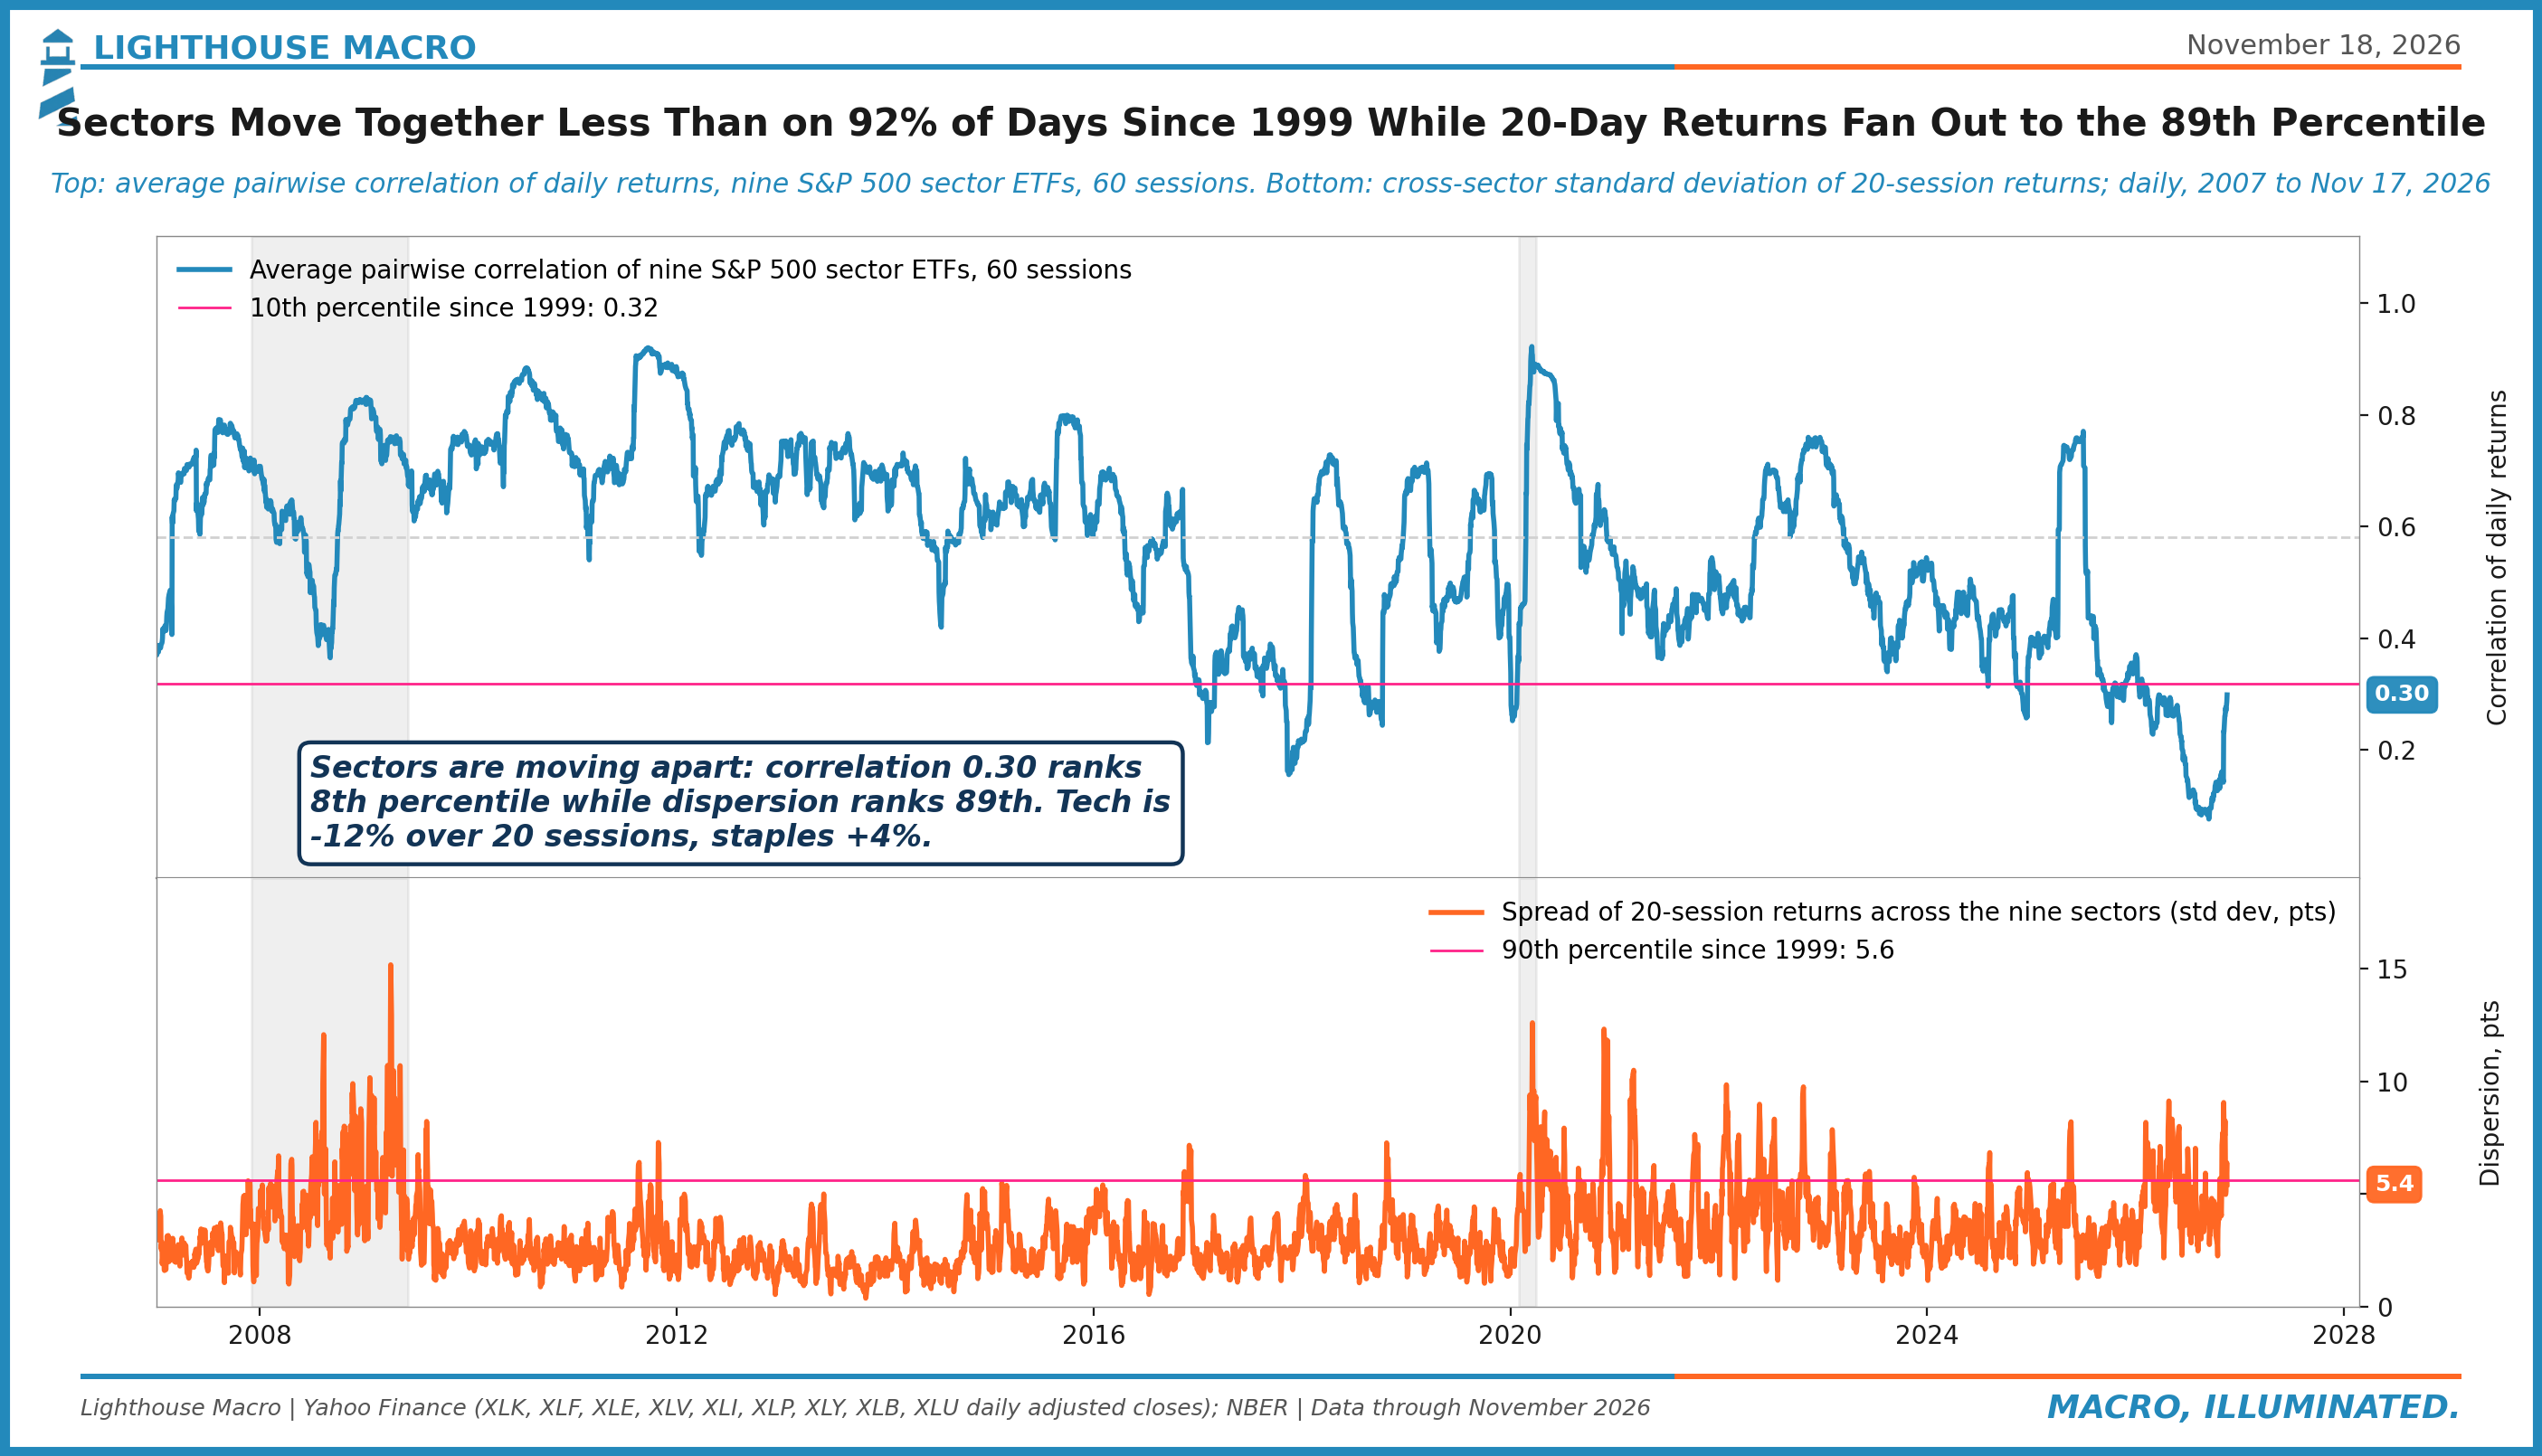 LIGHTHOUSE MACRO
November 18, 2026
Sectors Move Together Less Than on 92% of Days Since 1999 While 20-Day Returns Fan Out to the 89th Percentile
Top: average pairwise correlation of daily returns, nine S&P 500 sector ETFs, 60 sessions. Bottom: cross-sector standard deviation of 20-session returns; daily, 2007 to Nov 17, 2026
Average pairwise correlation of nine S&P 500 sector ETFs, 60 sessions
10th percentile since 1999: 0.32
1.0
0.8
0.6
0.4
0.30
0.2
Correlation of daily returns
Sectors are moving apart: correlation 0.30 ranks
8th percentile while dispersion ranks 89th. Tech is
-12% over 20 sessions, staples +4%.
Spread of 20-session returns across the nine sectors (std dev, pts)
90th percentile since 1999: 5.6
15
10
5.4
0
Dispersion, pts
2008
2012
2016
2020
2024
2028
Lighthouse Macro | Yahoo Finance (XLK, XLF, XLE, XLV, XLI, XLP, XLY, XLB, XLU daily adjusted closes); NBER | Data through November 2026
MACRO, ILLUMINATED.